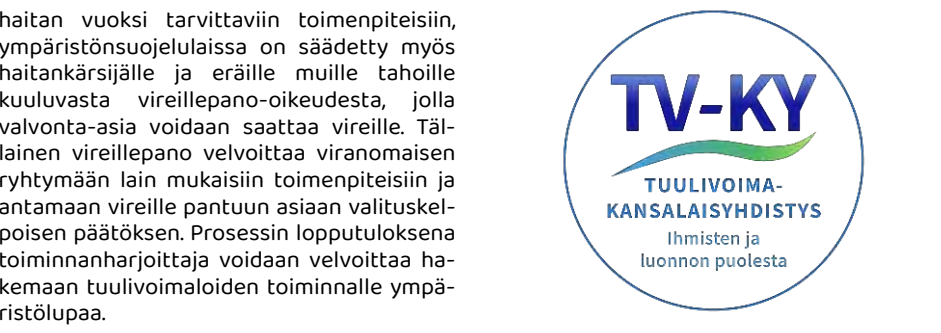 haitan vuoksi tarvittaviin toimenpiteisiin,
ympäristönsuojelulaissa on säädetty myös
haitankärsijälle ja eräille muille tahoille
kuuluvasta vireillepano-oikeudesta, jolla
valvonta-asia voidaan saattaa vireille. Täl-
lainen vireillepano velvoittaa viranomaisen
ryhtymään lain mukaisiin toimenpiteisiin ja
antamaan vireille pantuun asiaan valituskel-
poisen päätöksen. Prosessin lopputuloksena
toiminnanharjoittaja voidaan velvoittaa ha-
kemaan tuulivoimaloiden toiminnalle ympä-
ristölupaa.
TV-KY
TUULIVOIMA-
KANSALAISYHDISTYS
Ihmisten ja
luonnon puolesta